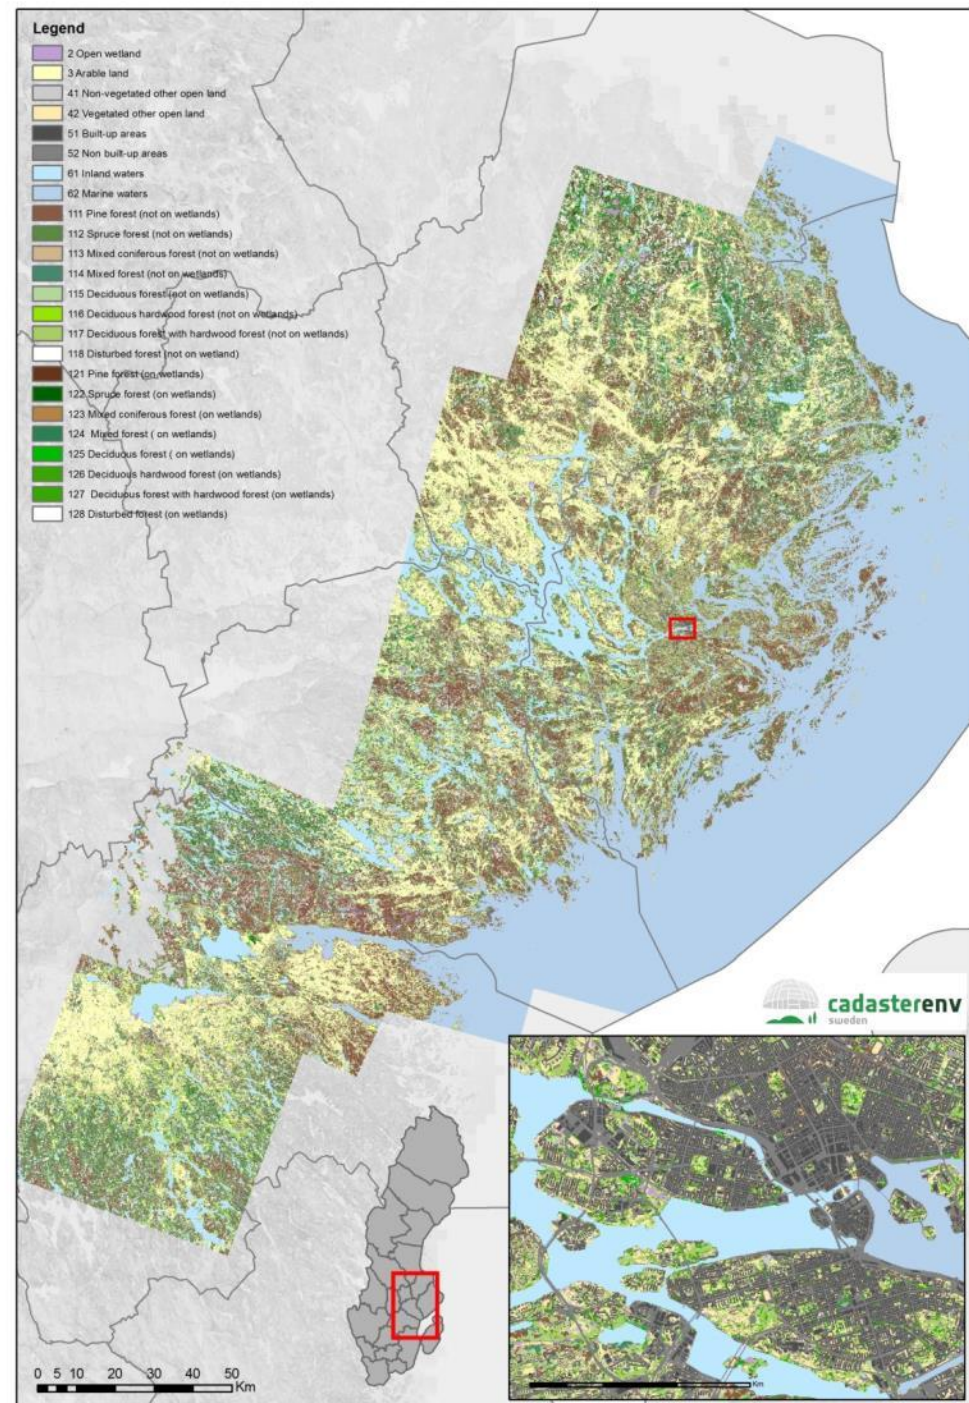 Legend
2 Open wetland
3 Arable land
41 Non-vegetated other open land
42 Vegetated other open land
51 Built-up areas
52 Non built-up areas
61 Inland waters
62 Marine waters
111 Pine forest (not on wetlands)
112 Spruce forest (not on wetlands)
113 Mixed coniferous forest (not on wetlands)
114 Mixed forest (not on wetlands)
115 Deciduous forest (not on wetlands)
116 Deciduous hardwood forest (not on wetlands)
117 Deciduous forest with hardwood forest (not on wetlands)
118 Disturbed forest (not on wetland)
121 Pine forest (on wetlands)
122 Spruce forest (on wetlands)
123 Mixed coniferous forest (on wetlands)
124 Mixed forest ( on wetlands)
125 Deciduous forest ( on wetlands)
126 Deciduous hardwood forest (on wetlands)
127 Deciduous forest with hardwood forest (on wetlands)
128 Disturbed forest (on wetlands)
cadasterenv
sweden
0 5 10 20 30 40 50
Km
Km